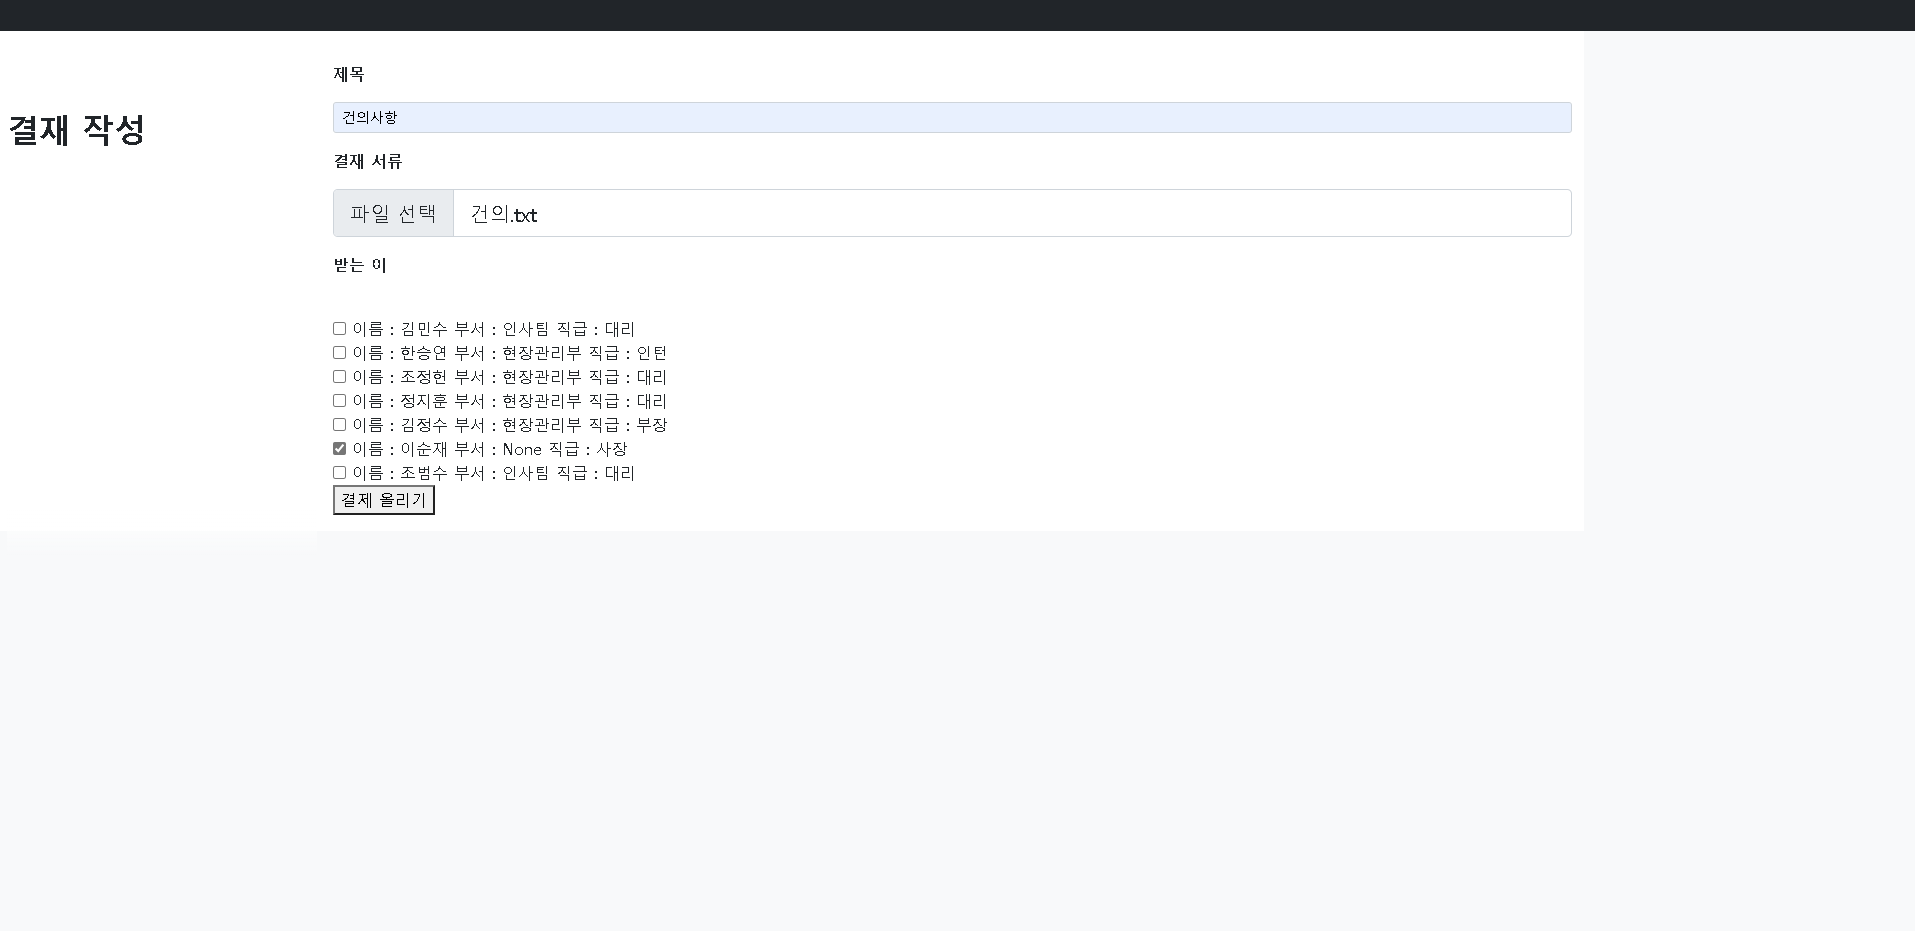 결재 작성
제목
건의사항
결재 서류
파일 선택 건의.txt
받는 이
이름 : 김민수 부서 : 인사팀 직급 : 대리
이름 : 한승연 부서 : 현장관리부 직급 : 인턴
이름 : 조정헌 부서 : 현장관리부 직급 : 대리
이름 : 정지훈 부서 : 현장관리부 직급 : 대리
이름 : 김정수 부서 : 현장관리부 직급 : 부장
이름 : 이순재 부서 : None 직급 : 사장
이름 : 조범수 부서 : 인사팀 직급 : 대리
결제 올리기